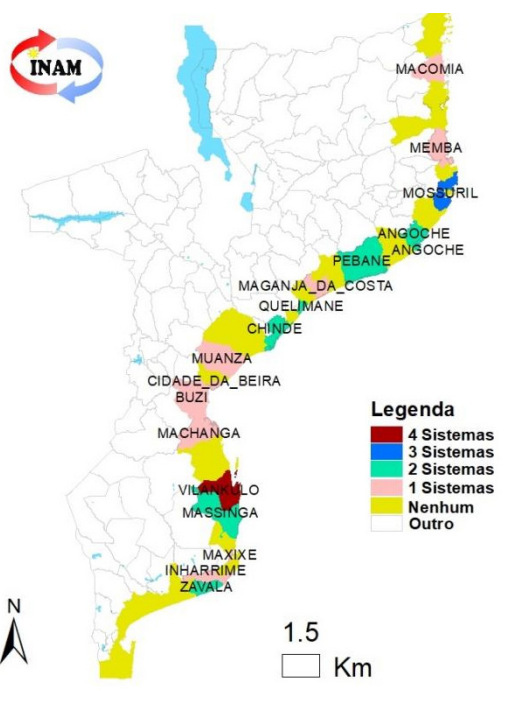 INAM
MACOMIA
MEMBA
MOSSURIL
ANGOCHE
ANGOCHE
PEBANE
MAGANJA_DA_COSTA
QUELIMANE
CHINDE
MUANZA
CIDADE_DA_BEIRA
BUZI
MACHANGA
VILANKULO
MASSINGA
MAXIXE
INHARRIME
ZAVALA
Legenda
4 Sistemas
3 Sistemas
2 Sistemas
1 Sistemas
Nenhum
Outro
N
1.5
Km